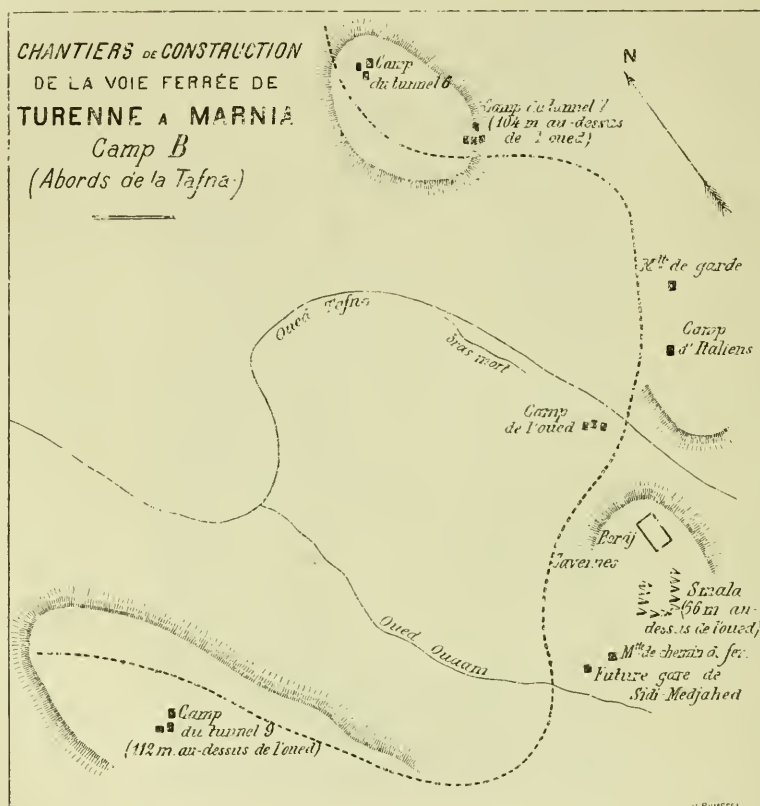 CHANTIERS DE CONSTRUCTION
DE LA VOIE FERRÉE DE
TURENNE A MARNIA
Camp B
(Abords de la Tafna)
Camp
du tunnel 6
N
Camp du tunnel 7
(104 m. au-dessus
de l'oued)
Mtte de garde
Camp
d'Italiens
Oued Tafna
Bras mort
Camp
de l'oued
Bordj
Cavernes
Smala
(56 m au-
dessus de l'oued)
Oued Ouaam
Mtte de chemin de fer
Future gare de
Sidi-Medjahed
Camp
du tunnel 9
(112 m. au-dessus de l'oued)